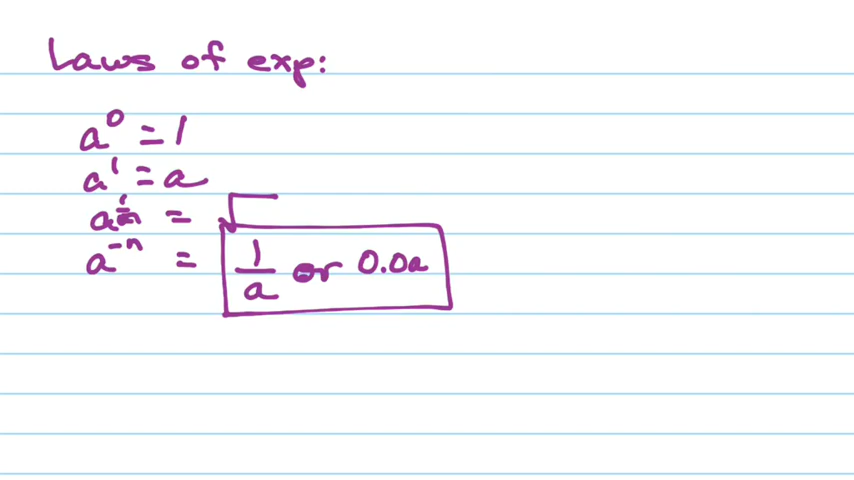 Laws of exp:
a⁰ = 1
a¹ = a
a^(1/m) = √
a⁻ⁿ = 1/a or 0.0a